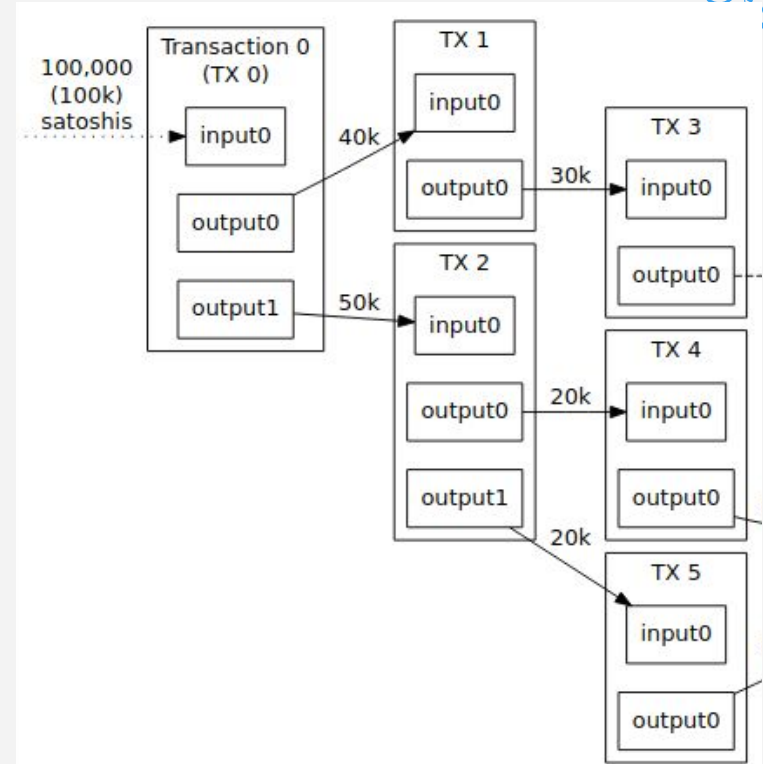 100,000
(100k)
satoshis
Transaction 0
(TX 0)
input0
output0
output1
40k
50k
TX 1
input0
output0
30k
TX 2
input0
output0
output1
20k
20k
TX 3
input0
output0
TX 4
input0
output0
TX 5
input0
output0